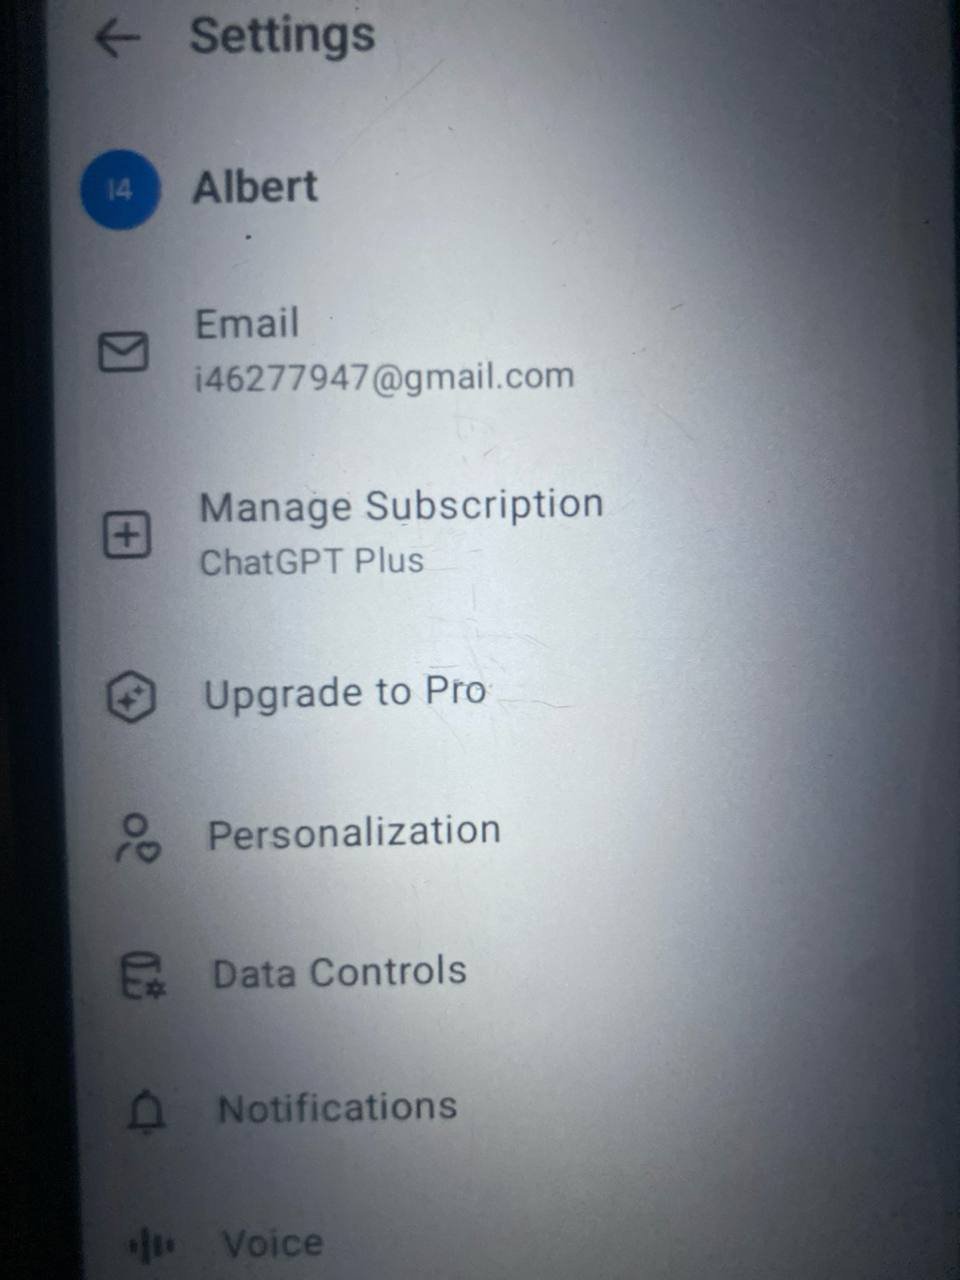 Settings
I4
Albert
Email
i46277947@gmail.com
Manage Subscription
ChatGPT Plus
Upgrade to Pro
Personalization
Data Controls
Notifications
Voice